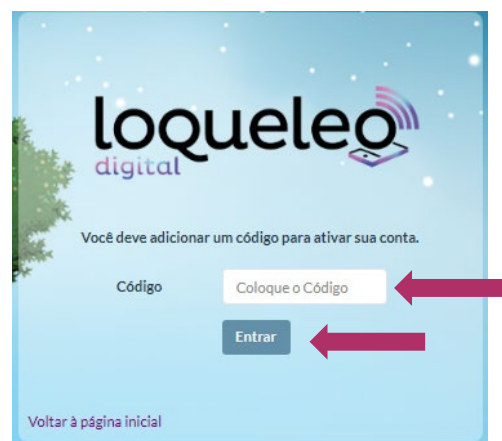 loqueleo
digital
Você deve adicionar um código para ativar sua conta.
Código Coloque o Código
Entrar
Voltar à página inicial